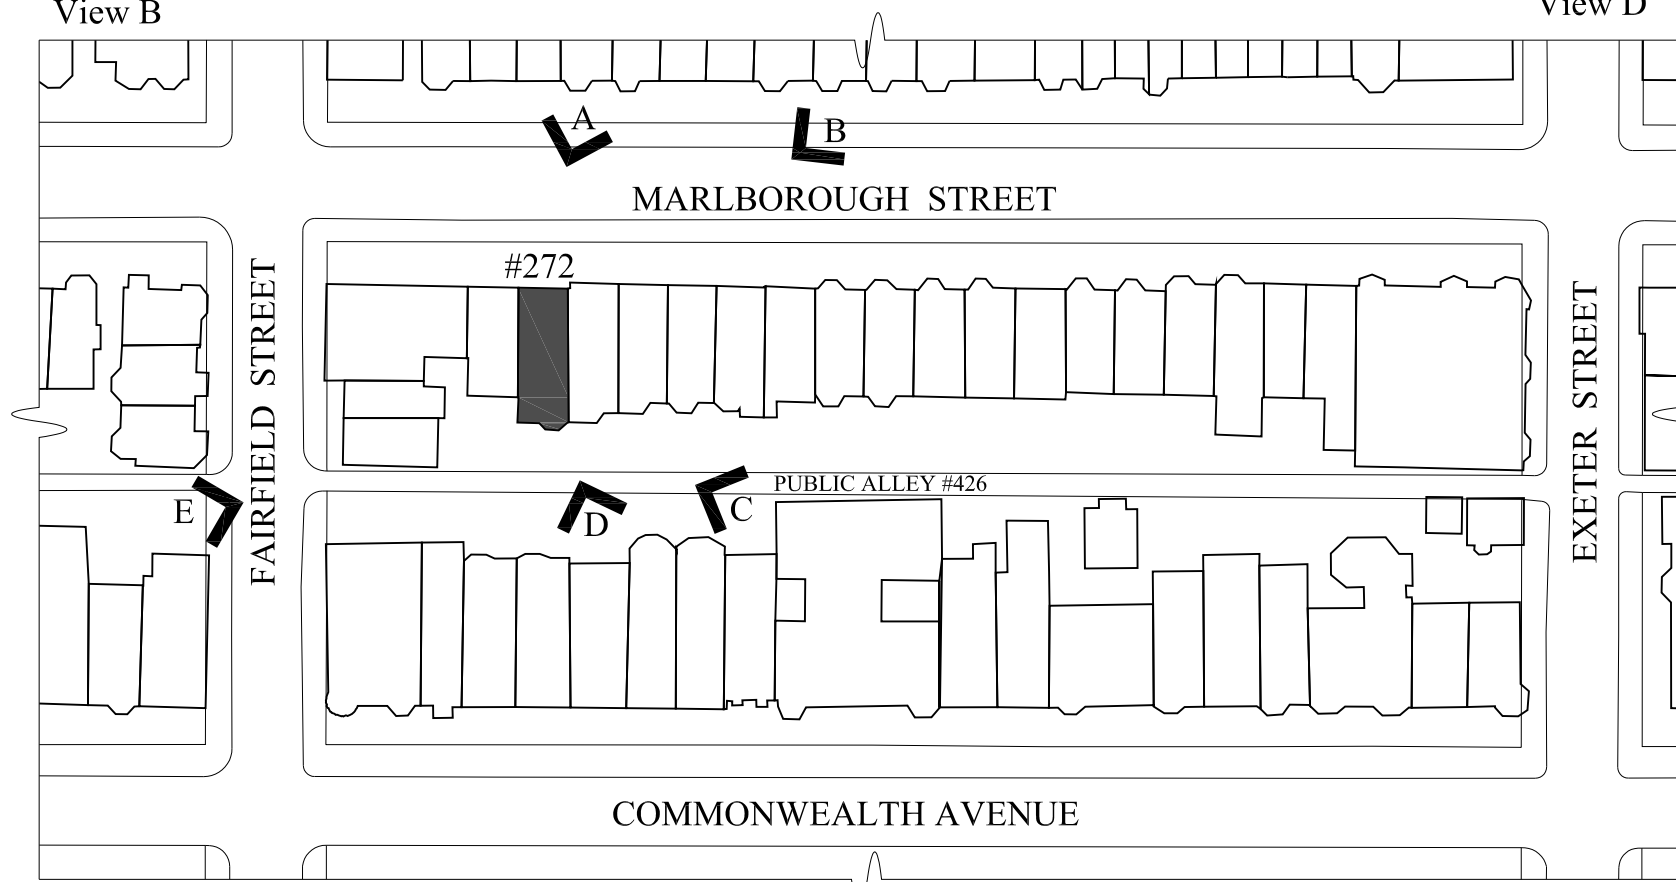 View B
View D
A
B
MARLBOROUGH STREET
#272
FAIRFIELD STREET
EXETER STREET
PUBLIC ALLEY #426
E
D
C
COMMONWEALTH AVENUE